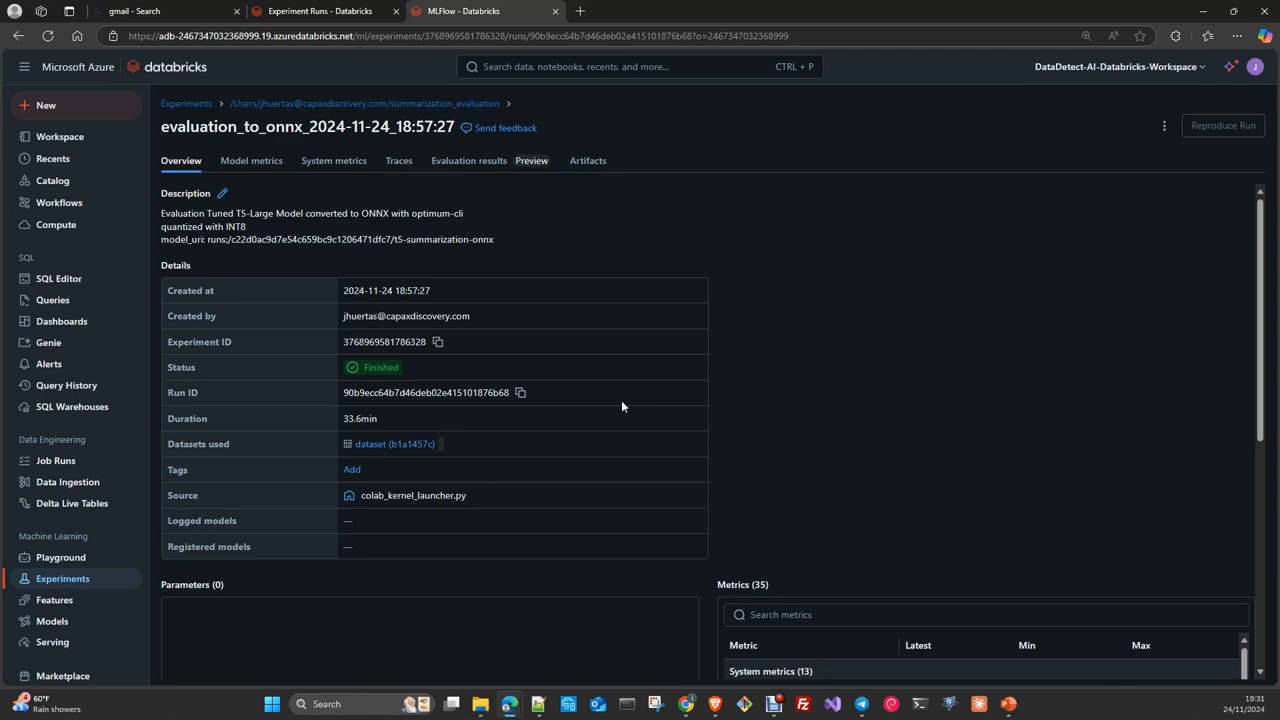 gmail - Search
Experiment Runs - Databricks
MLFlow - Databricks
https://adb-2467347032368999.19.azuredatabricks.net/ml/experiments/3768969581786328/runs/90b9ecc64b7d46deb02e415101876b68?o=2467347032368999
Microsoft Azure
databricks
Search data, notebooks, recents, and more...
CTRL + P
DataDetect-AI-Databricks-Workspace
J
New
Workspace
Recents
Catalog
Workflows
Compute
SQL
SQL Editor
Queries
Dashboards
Genie
Alerts
Query History
SQL Warehouses
Data Engineering
Job Runs
Data Ingestion
Delta Live Tables
Machine Learning
Playground
Experiments
Features
Models
Serving
Marketplace
Experiments > /Users/jhuertas@capaxdiscovery.com/summarization_evaluation >
evaluation_to_onnx_2024-11-24_18:57:27
Send feedback
Reproduce Run
Overview
Model metrics
System metrics
Traces
Evaluation results Preview
Artifacts
Description
Evaluation Tuned T5-Large Model converted to ONNX with optimum-cli
quantized with INT8
model_uri: runs:/c22d0ac9d7e54c659bc9c1206471dfc7/t5-summarization-onnx
Details
Created at 2024-11-24 18:57:27
Created by jhuertas@capaxdiscovery.com
Experiment ID 3768969581786328
Status Finished
Run ID 90b9ecc64b7d46deb02e415101876b68
Duration 33.6min
Datasets used dataset (b1a1457c)
Tags Add
Source colab_kernel_launcher.py
Logged models —
Registered models —
Parameters (0)
Metrics (35)
Search metrics
Metric Latest Min Max
System metrics (13)
4
60°F
Rain showers
Search
19:31
24/11/2024